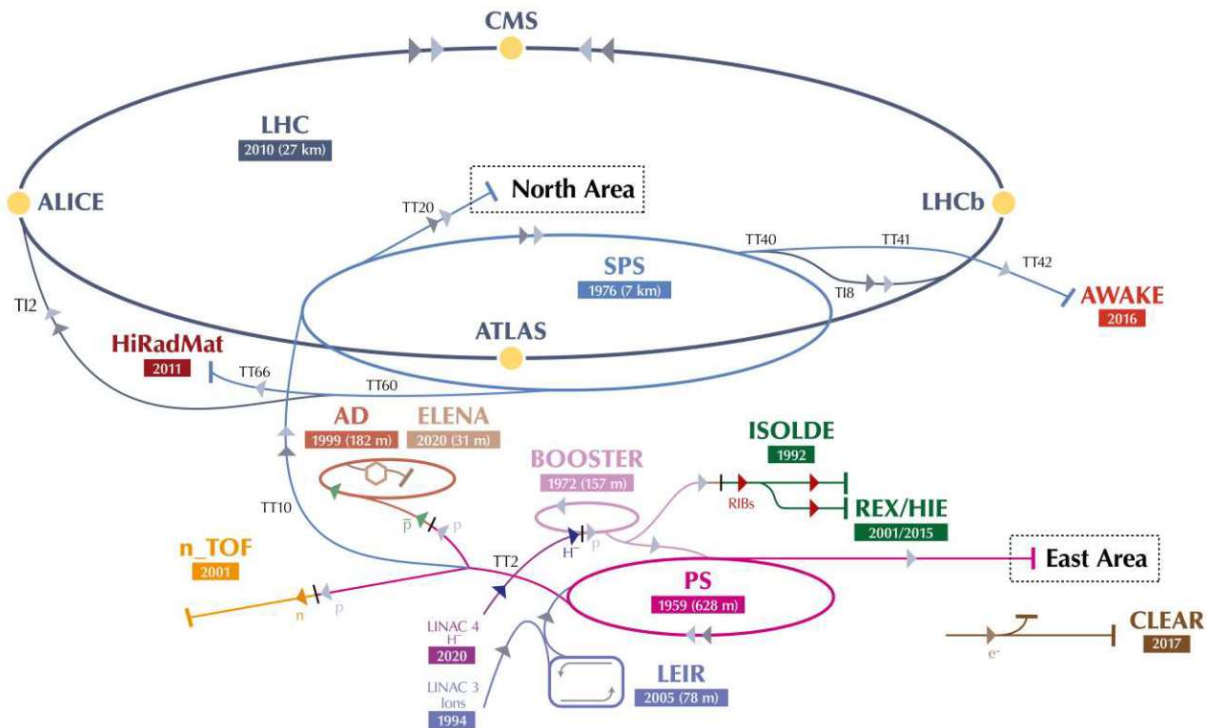 CMS
LHC
2010 (27 km)
North Area
ALICE
TT20
LHCb
TT40
TT41
SPS
TT42
1976 (7 km)
TI8
TI2
AWAKE
2016
ATLAS
HiRadMat
2011
TT66
TT60
AD
ELENA
1999 (182 m)
2020 (31 m)
ISOLDE
1992
BOOSTER
1972 (157 m)
RIBs
REX/HIE
2001/2015
TT10
p̅
p
H⁻
p
n_TOF
2001
TT2
East Area
PS
1959 (628 m)
n
p
LINAC 4
H⁻
2020
CLEAR
2017
e⁻
LEIR
2005 (78 m)
LINAC 3
Ions
1994